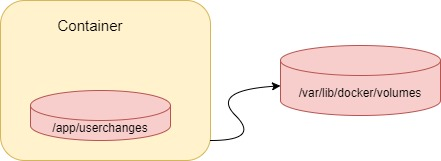 Container
/app/userchanges
/var/lib/docker/volumes